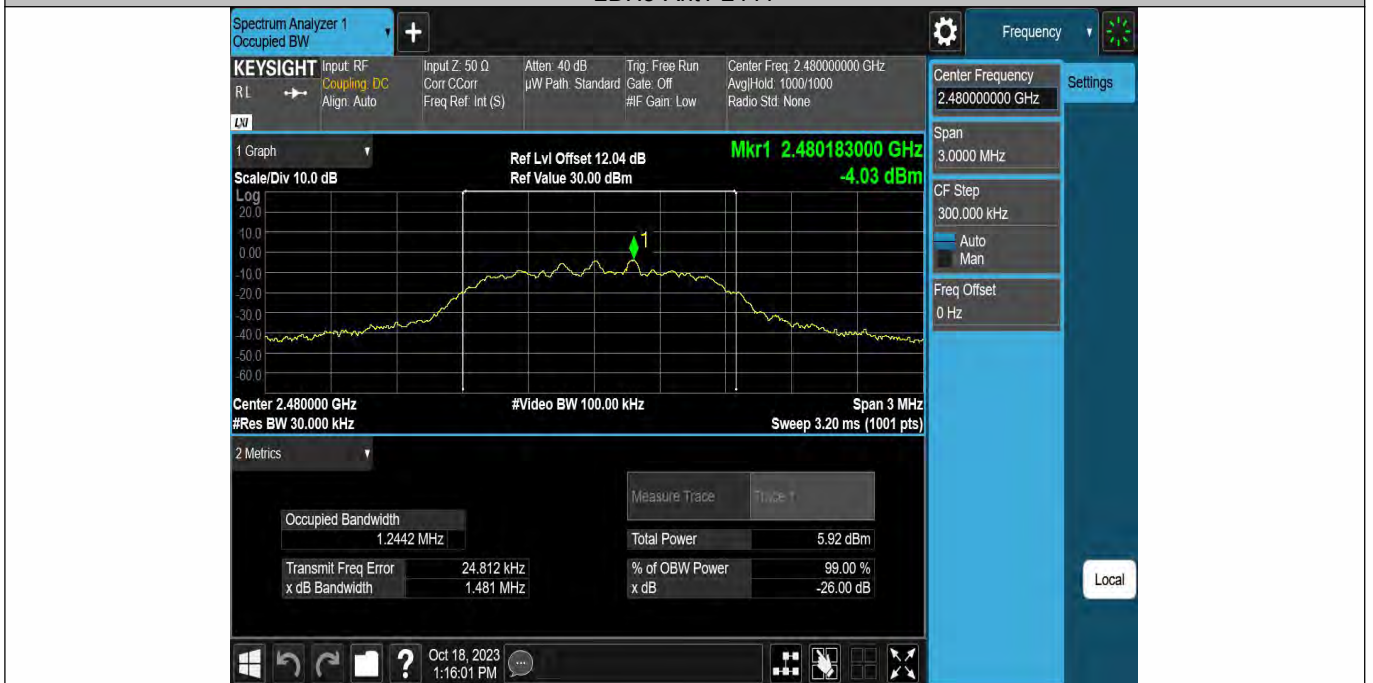 Spectrum Analyzer 1
Occupied BW
+
Frequency
KEYSIGHT
RL
LXI
Input: RF
Coupling: DC
Align: Auto
Input Z: 50 Ω
Corr CCorr
Freq Ref: Int (S)
Atten: 40 dB
µW Path: Standard
Trig: Free Run
Gate: Off
#IF Gain: Low
Center Freq: 2.480000000 GHz
Avg|Hold: 1000/1000
Radio Std: None
Center Frequency
2.480000000 GHz
Settings
Span
3.0000 MHz
CF Step
300.000 kHz
Auto
Man
Freq Offset
0 Hz
Local
1 Graph
Scale/Div 10.0 dB
Ref Lvl Offset 12.04 dB
Ref Value 30.00 dBm
Mkr1 2.480183000 GHz
-4.03 dBm
Log
20.0
10.0
0.00
-10.0
-20.0
-30.0
-40.0
-50.0
-60.0
1
Center 2.480000 GHz
#Video BW 100.00 kHz
Span 3 MHz
#Res BW 30.000 kHz
Sweep 3.20 ms (1001 pts)
2 Metrics
Measure Trace
Trace 1
Occupied Bandwidth
1.2442 MHz
Total Power
5.92 dBm
Transmit Freq Error
24.812 kHz
% of OBW Power
99.00 %
x dB Bandwidth
1.481 MHz
x dB
-26.00 dB
?
Oct 18, 2023
1:16:01 PM